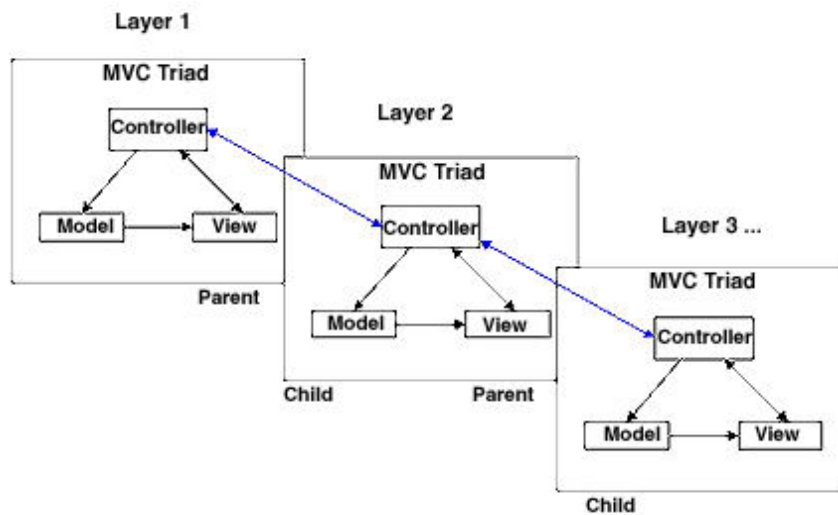 Layer 1
MVC Triad
Controller
Model
View
Parent
Layer 2
MVC Triad
Controller
Model
View
Child
Parent
Layer 3 ...
MVC Triad
Controller
Model
View
Child